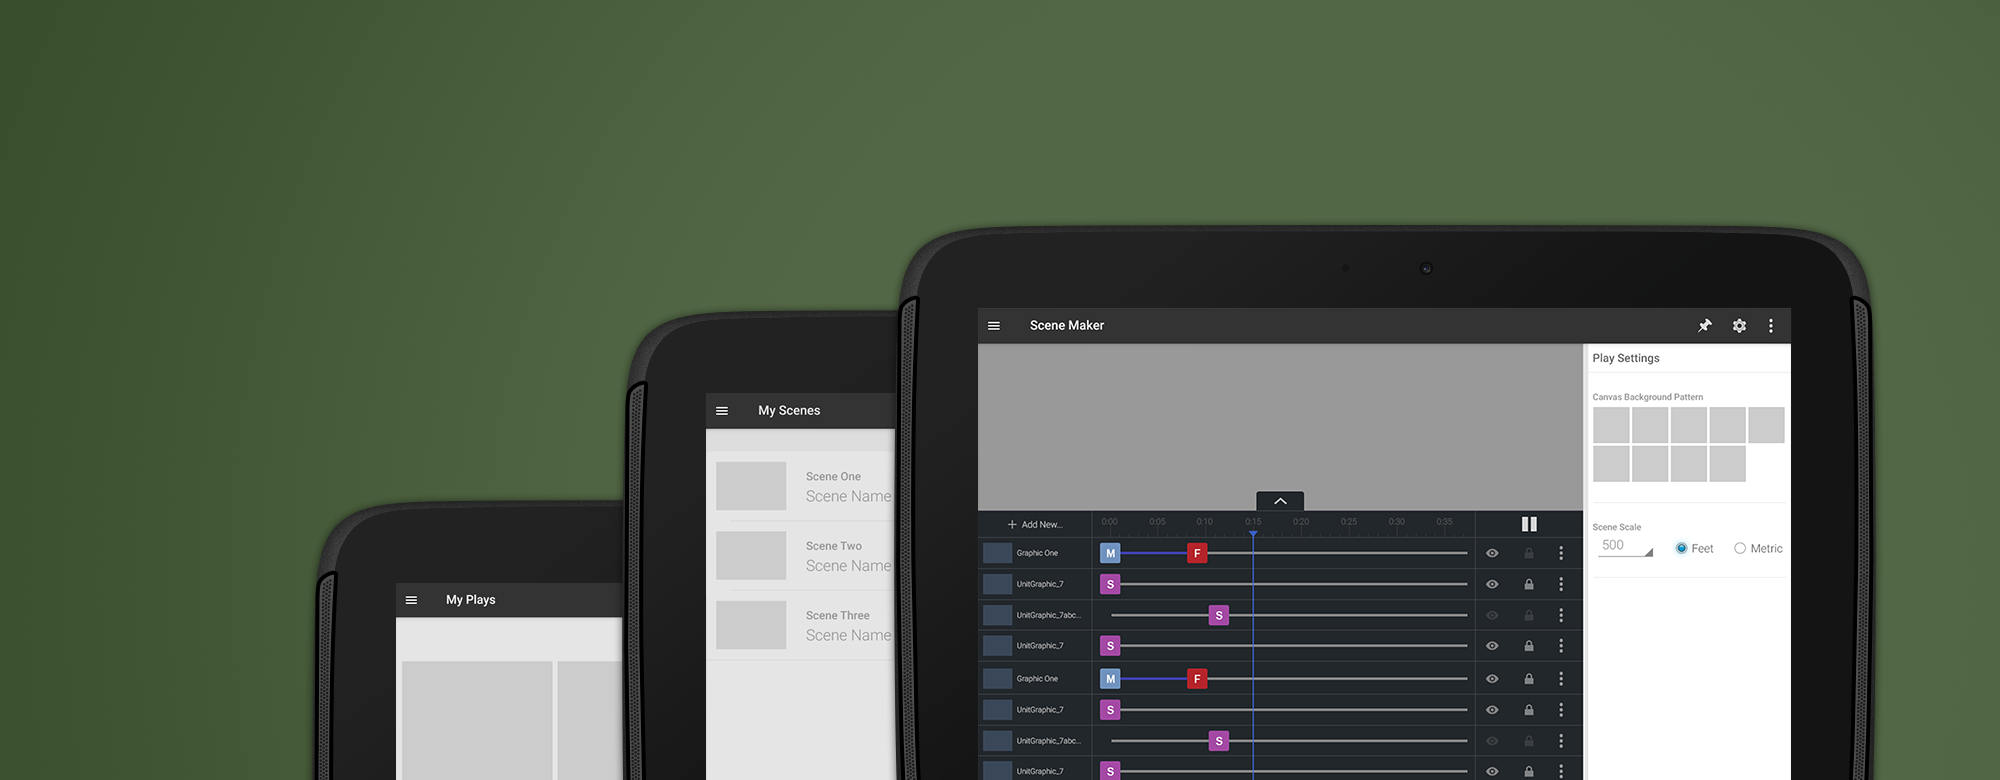 My Plays
My Scenes
Scene One
Scene Name
Scene Two
Scene Name
Scene Three
Scene Name
Scene Maker
Play Settings
Canvas Background Pattern
Scene Scale
500
Feet
Metric
Add New...
0:00 0:05 0:10 0:15 0:20 0:25 0:30 0:35
Graphic One M F
UnitGraphic_7 S
UnitGraphic_7abc... S
UnitGraphic_7 S
Graphic One M F
UnitGraphic_7 S
UnitGraphic_7abc... S
UnitGraphic_7 S